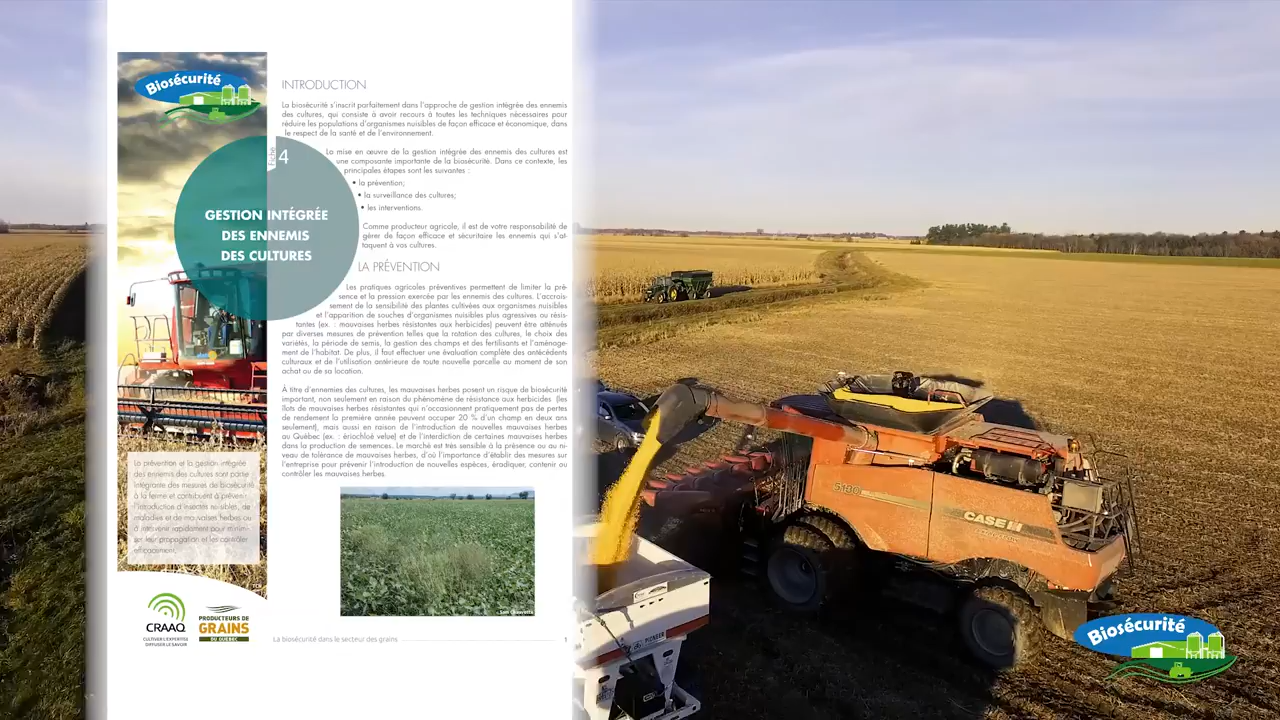 Biosécurité
Fiche 4
GESTION INTÉGRÉE
DES ENNEMIS
DES CULTURES
La prévention et la gestion intégrée
des ennemis des cultures sont partie
intégrante des mesures de biosécurité
à la ferme et contribuent à prévenir
l'introduction d'insectes nuisibles, de
maladies et de mauvaises herbes ou
à intervenir rapidement pour minimi-
ser leur propagation et les contrôler
efficacement.
CRAAQ
CULTIVER L'EXPERTISE
DIFFUSER LE SAVOIR
PRODUCTEURS DE
GRAINS
DU QUÉBEC
INTRODUCTION
La biosécurité s'inscrit parfaitement dans l'approche de gestion intégrée des ennemis
des cultures, qui consiste à avoir recours à toutes les techniques nécessaires pour
réduire les populations d'organismes nuisibles de façon efficace et économique, dans
le respect de la santé et de l'environnement.
La mise en œuvre de la gestion intégrée des ennemis des cultures est
une composante importante de la biosécurité. Dans ce contexte, les
principales étapes sont les suivantes :
• la prévention;
• la surveillance des cultures;
• les interventions.
Comme producteur agricole, il est de votre responsabilité de
gérer de façon efficace et sécuritaire les ennemis qui s'at-
taquent à vos cultures.
LA PRÉVENTION
Les pratiques agricoles préventives permettent de limiter la pré-
sence et la pression exercée par les ennemis des cultures. L'accrois-
sement de la sensibilité des plantes cultivées aux organismes nuisibles
et l'apparition de souches d'organismes nuisibles plus agressives ou résis-
tantes (ex. : mauvaises herbes résistantes aux herbicides) peuvent être atténués
par diverses mesures de prévention telles que la rotation des cultures, le choix des
variétés, la période de semis, la gestion des champs et des fertilisants et l'aménage-
ment de l'habitat. De plus, il faut effectuer une évaluation complète des antécédents
culturaux et de l'utilisation antérieure de toute nouvelle parcelle au moment de son
achat ou de sa location.
À titre d'ennemies des cultures, les mauvaises herbes posent un risque de biosécurité
important, non seulement en raison du phénomène de résistance aux herbicides (les
îlots de mauvaises herbes résistantes qui n'occasionnent pratiquement pas de pertes
de rendement la première année peuvent occuper 20 % d'un champ en deux ans
seulement), mais aussi en raison de l'introduction de nouvelles mauvaises herbes
au Québec (ex. : ériochloé velue) et de l'interdiction de certaines mauvaises herbes
dans la production de semences. Le marché est très sensible à la présence ou au ni-
veau de tolérance de mauvaises herbes, d'où l'importance d'établir des mesures sur
l'entreprise pour prévenir l'introduction de nouvelles espèces, éradiquer, contenir ou
contrôler les mauvaises herbes.
La biosécurité dans le secteur des grains 1
CASE IH
Biosécurité